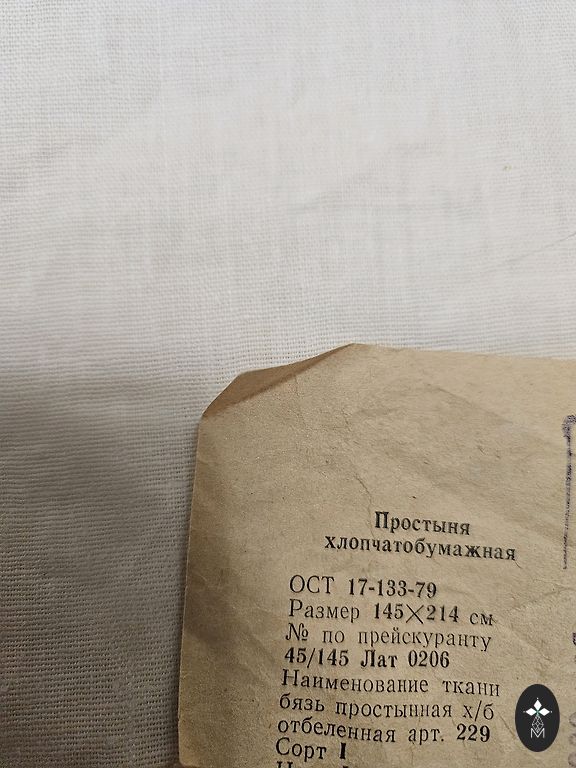 Простыня
хлопчатобумажная
ОСТ 17-133-79
Размер 145×214 см
№ по прейскуранту
45/145 Лат 0206
Наименование ткани
бязь простынная х/б
отбеленная арт. 229
Сорт I